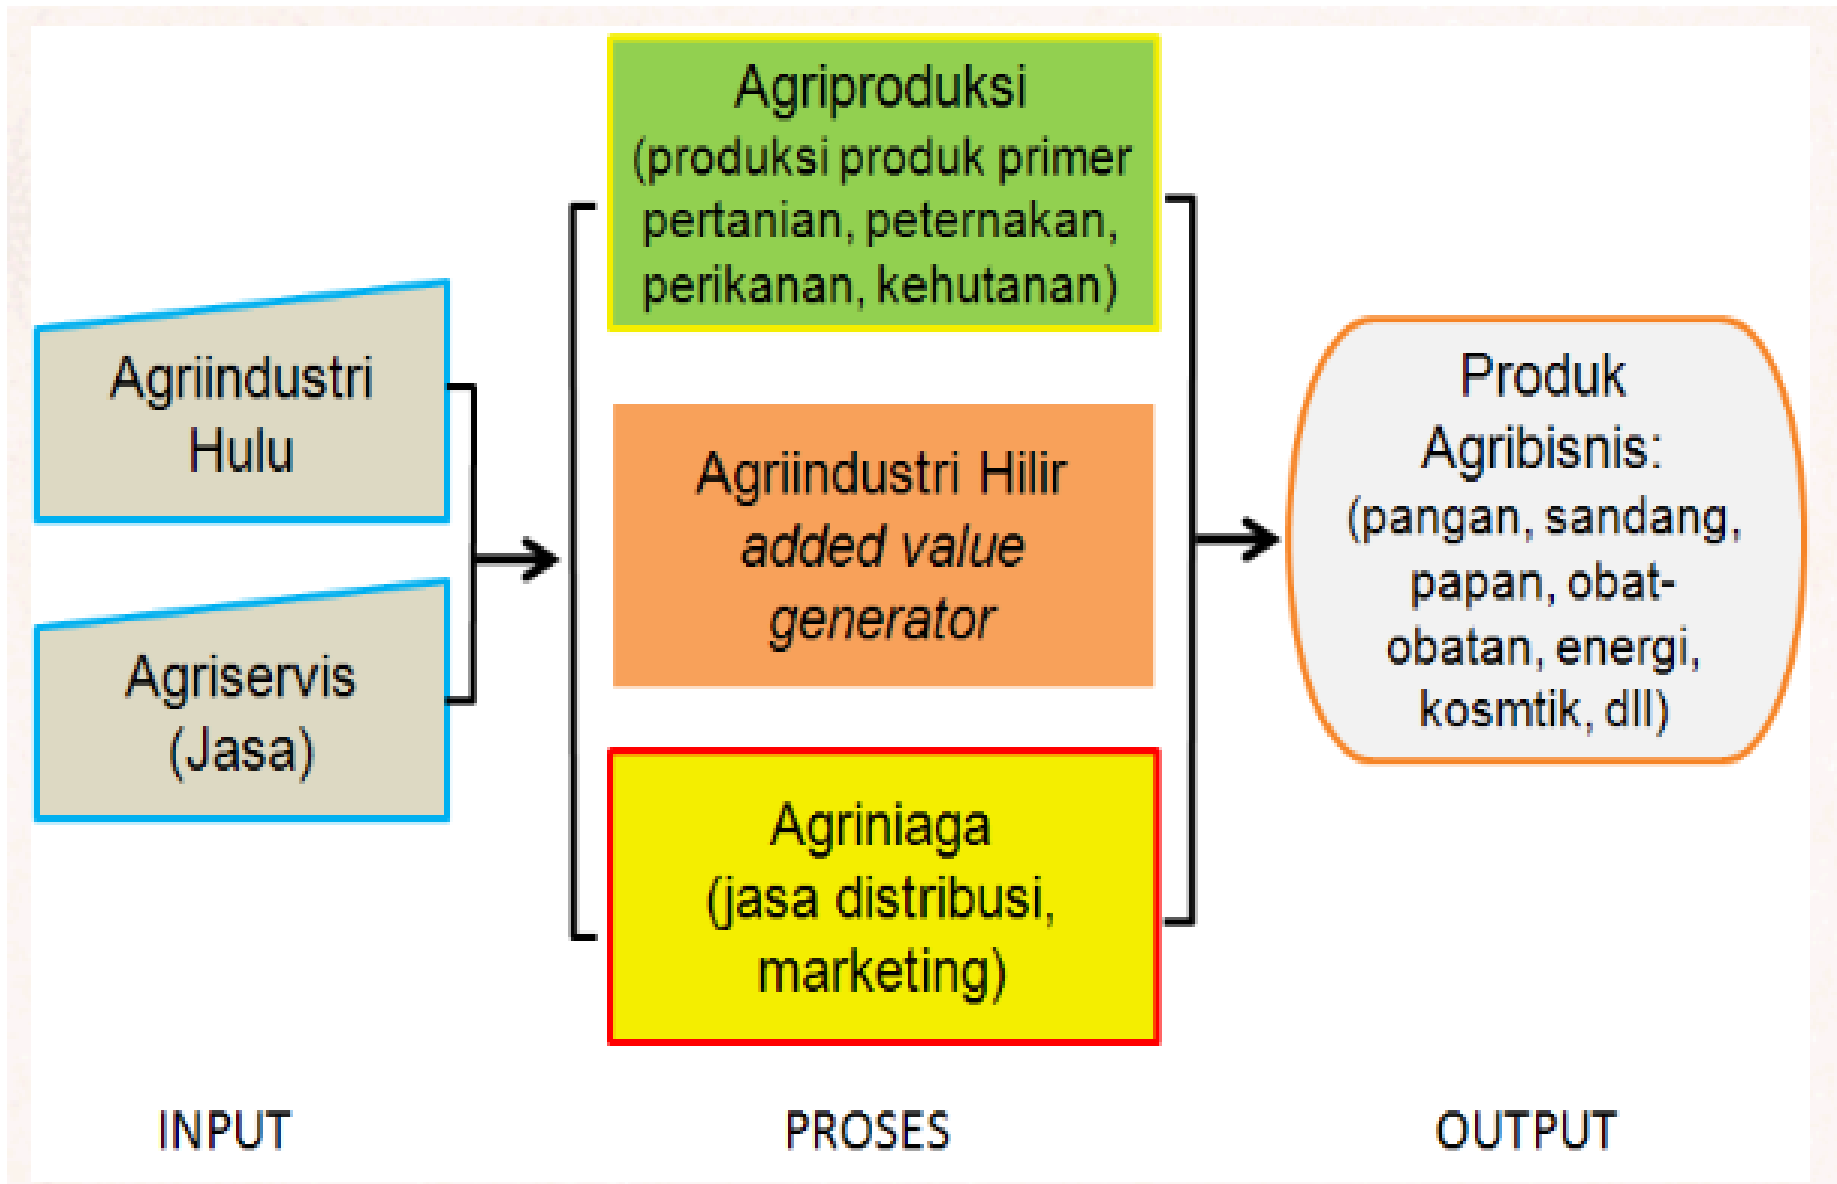 Agriindustri
Hulu
Agriservis
(Jasa)
INPUT
Agriproduksi
(produksi produk primer
pertanian, peternakan,
perikanan, kehutanan)
Agriindustri Hilir
added value
generator
Agriniaga
(jasa distribusi,
marketing)
PROSES
Produk
Agribisnis:
(pangan, sandang,
papan, obat-
obatan, energi,
kosmtik, dll)
OUTPUT